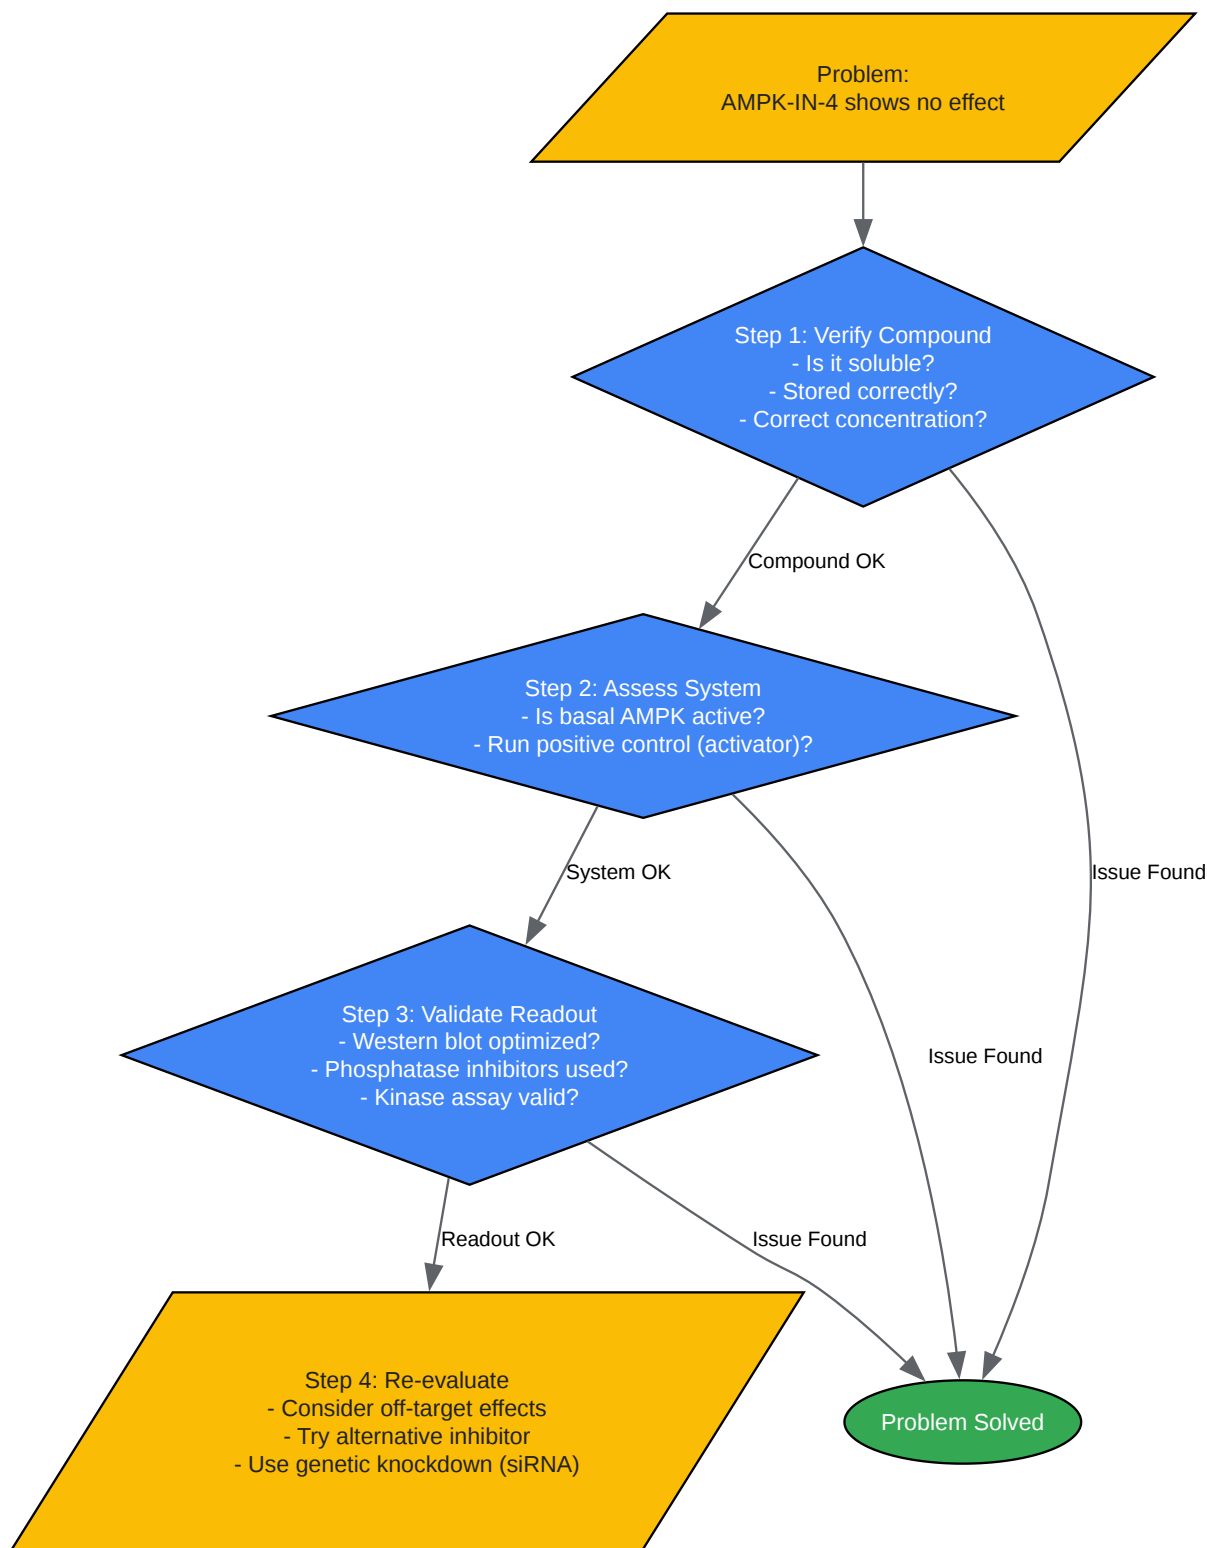 Problem:
AMPK-IN-4 shows no effect
Step 1: Verify Compound
- Is it soluble?
- Stored correctly?
- Correct concentration?
Compound OK
Step 2: Assess System
- Is basal AMPK active?
- Run positive control (activator)?
System OK
Issue Found
Step 3: Validate Readout
- Western blot optimized?
- Phosphatase inhibitors used?
- Kinase assay valid?
Issue Found
Readout OK
Issue Found
Step 4: Re-evaluate
- Consider off-target effects
- Try alternative inhibitor
- Use genetic knockdown (siRNA)
Problem Solved